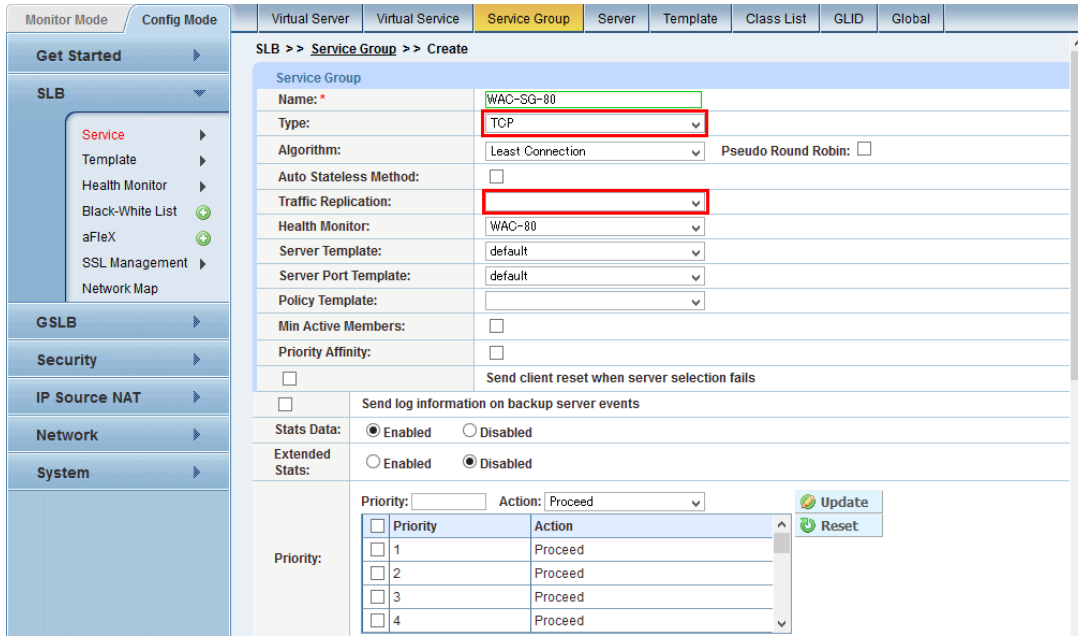 Monitor Mode Config Mode Virtual Server Virtual Service Service Group Server Template Class List GLID Global
Get Started
SLB
Service
Template
Health Monitor
Black-White List
aFleX
SSL Management
Network Map
GSLB
Security
IP Source NAT
Network
System
SLB >> Service Group >> Create
Service Group
Name: * WAC-SG-80
Type: TCP
Algorithm: Least Connection Pseudo Round Robin:
Auto Stateless Method:
Traffic Replication:
Health Monitor: WAC-80
Server Template: default
Server Port Template: default
Policy Template:
Min Active Members:
Priority Affinity:
Send client reset when server selection fails
Send log information on backup server events
Stats Data: Enabled Disabled
Extended
Stats: Enabled Disabled
Priority: Action: Proceed Update
Priority Action Reset
Priority:
1 Proceed
2 Proceed
3 Proceed
4 Proceed